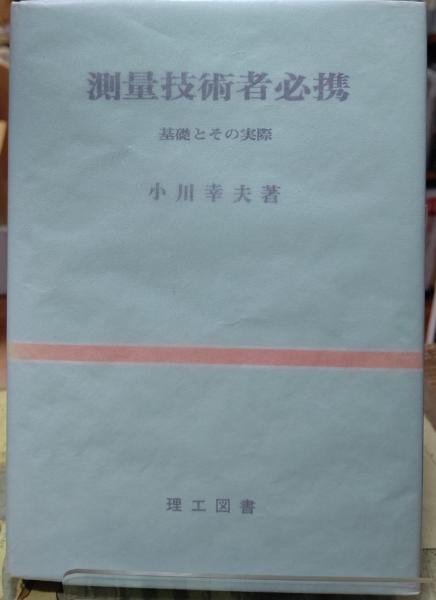 測量技術者必携
基礎とその実際
小川幸夫著
理工図書